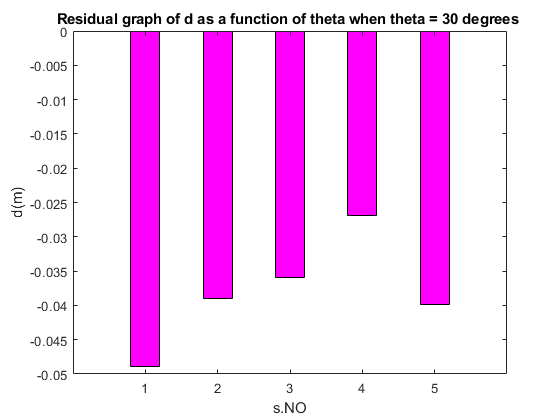 Residual graph of d as a function of theta when theta = 30 degrees
0
-0.005
-0.01
-0.015
-0.02
-0.025
-0.03
-0.035
-0.04
-0.045
-0.05
d(m)
1 2 3 4 5
s.NO